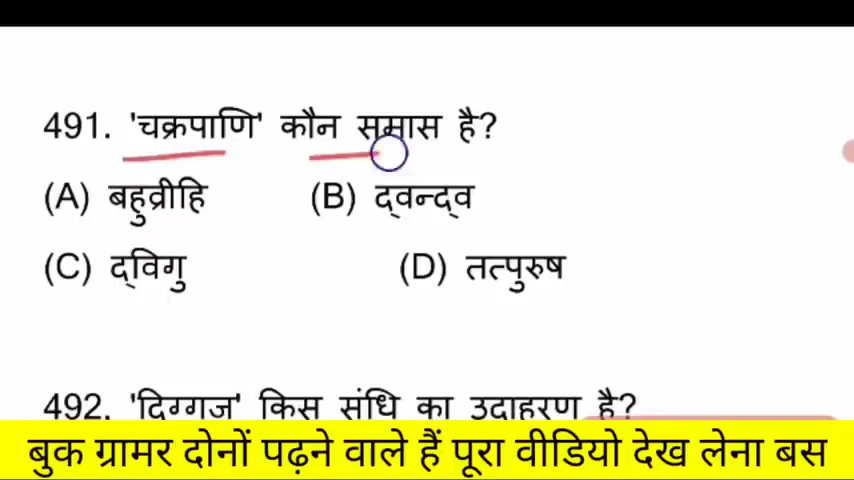 491. 'चक्रपाणि' कौन समास है?
(A) बहुव्रीहि (B) द्वन्द्व
(C) द्विगु (D) तत्पुरुष
492. 'दिग्गज' किस संधि का उदाहरण है?
बुक ग्रामर दोनों पढ़ने वाले हैं पूरा वीडियो देख लेना बस